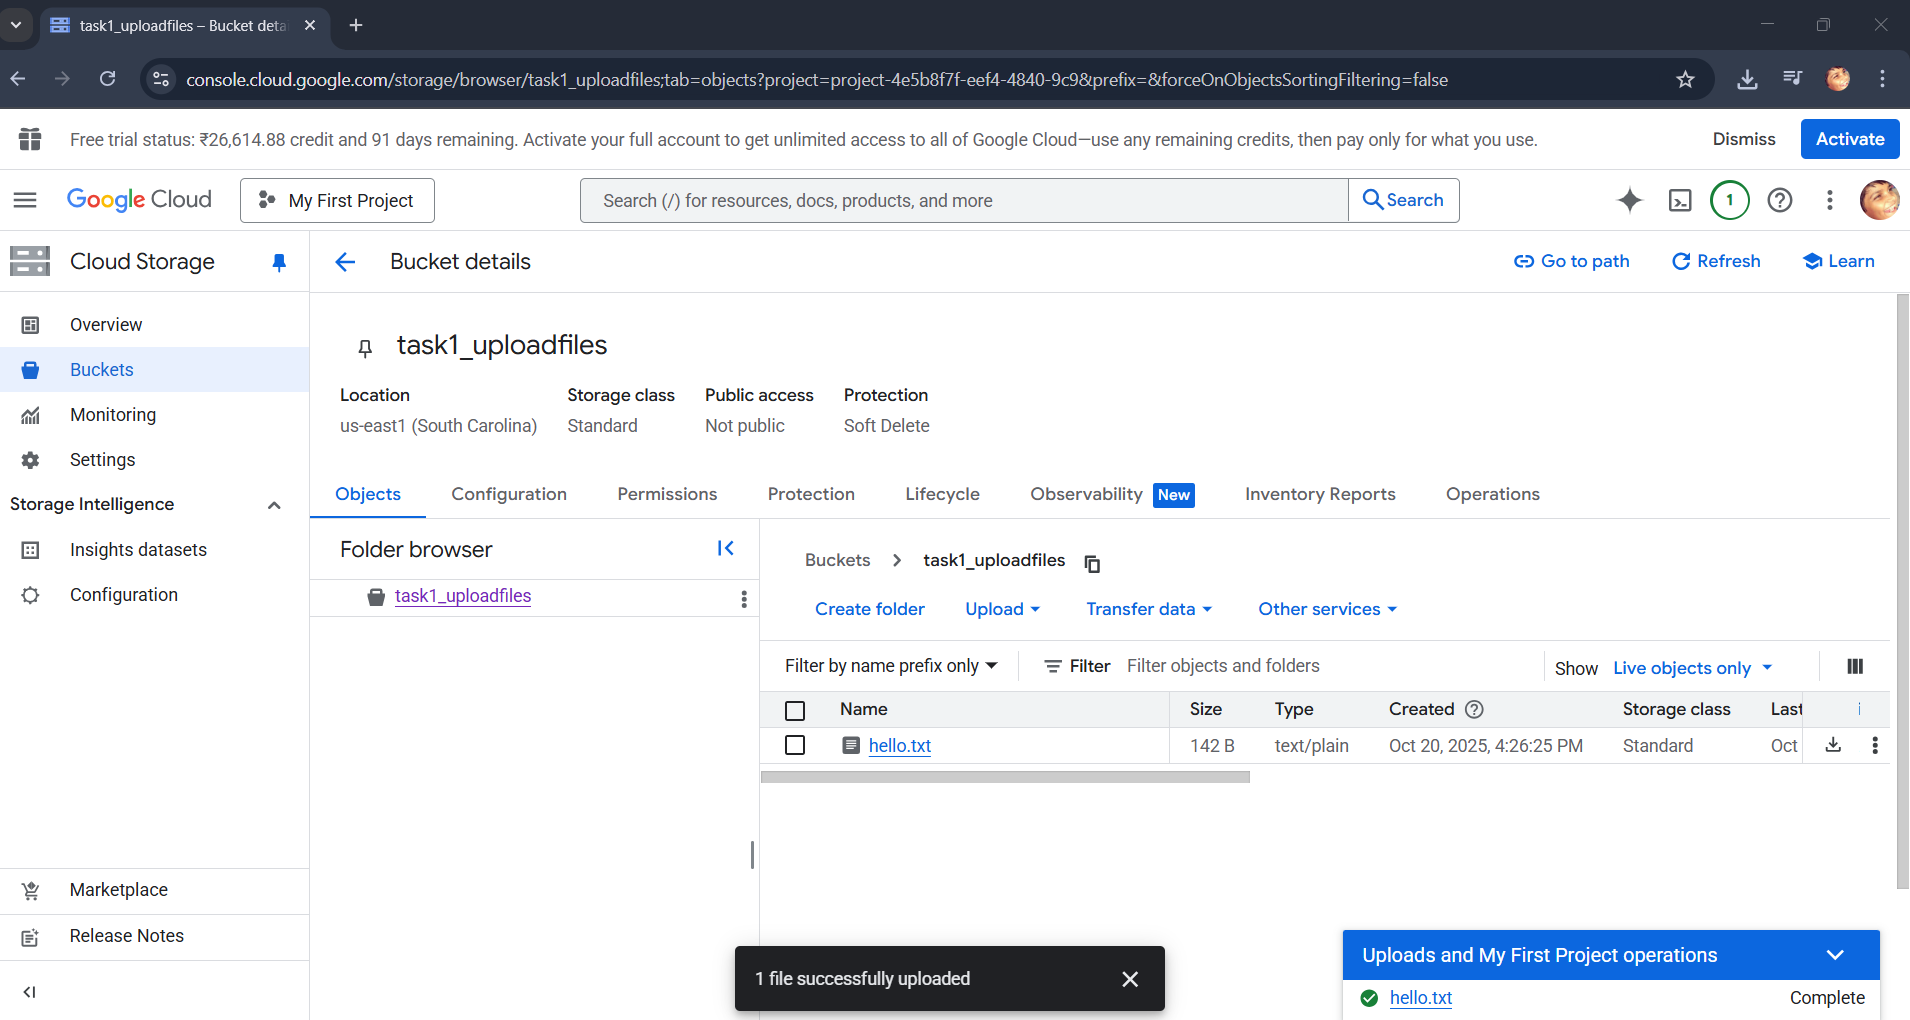 task1_uploadfiles – Bucket deta
console.cloud.google.com/storage/browser/task1_uploadfiles;tab=objects?project=project-4e5b8f7f-eef4-4840-9c9&prefix=&forceOnObjectsSortingFiltering=false
Free trial status: ₹26,614.88 credit and 91 days remaining. Activate your full account to get unlimited access to all of Google Cloud—use any remaining credits, then pay only for what you use.
Dismiss
Activate
Google Cloud
My First Project
Search (/) for resources, docs, products, and more
Search
1
Cloud Storage
Bucket details
Go to path
Refresh
Learn
Overview
Buckets
Monitoring
Settings
Storage Intelligence
Insights datasets
Configuration
Marketplace
Release Notes
task1_uploadfiles
Location Storage class Public access Protection
us-east1 (South Carolina) Standard Not public Soft Delete
Objects Configuration Permissions Protection Lifecycle Observability New Inventory Reports Operations
Folder browser
task1_uploadfiles
Buckets > task1_uploadfiles
Create folder Upload Transfer data Other services
Filter by name prefix only Filter Filter objects and folders Show Live objects only
Name Size Type Created Storage class Last
hello.txt 142 B text/plain Oct 20, 2025, 4:26:25 PM Standard Oct
1 file successfully uploaded
Uploads and My First Project operations
hello.txt Complete